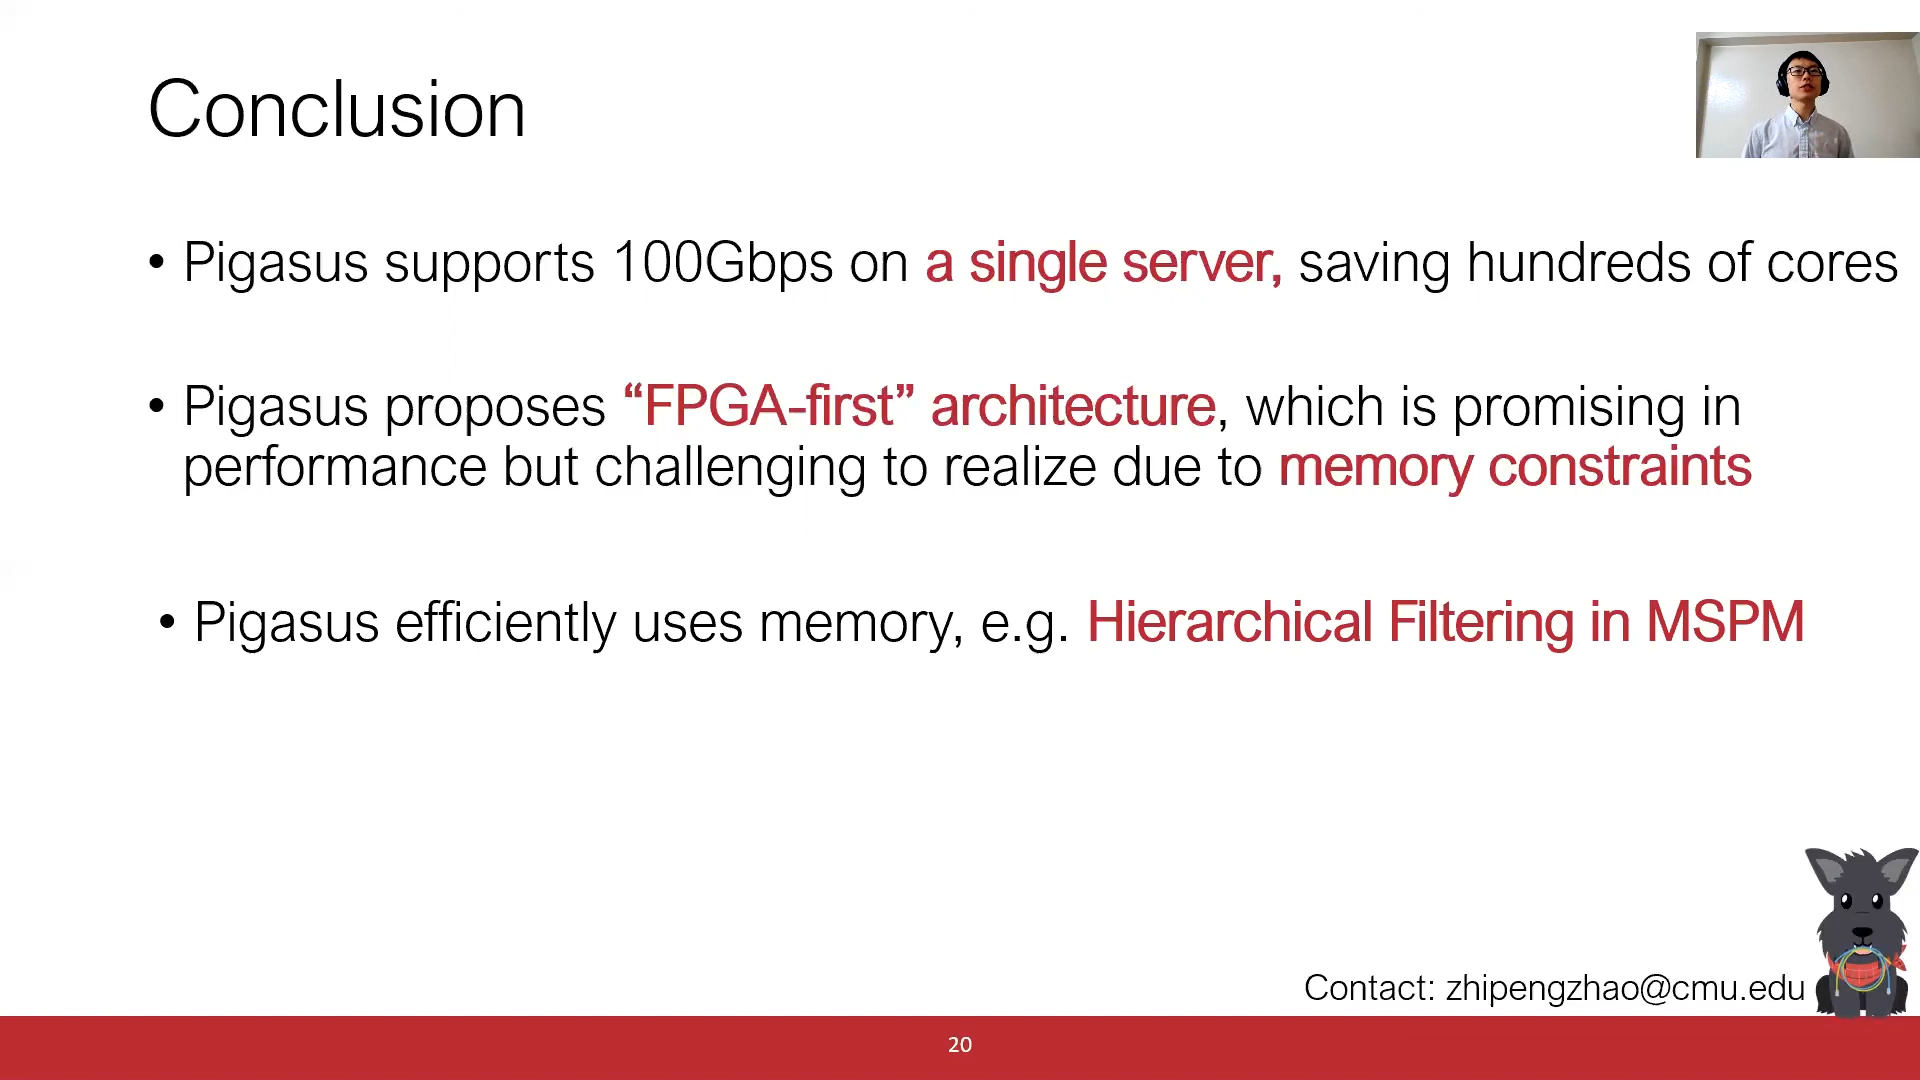 Conclusion
• Pigasus supports 100Gbps on a single server, saving hundreds of cores
• Pigasus proposes “FPGA-first” architecture, which is promising in
performance but challenging to realize due to memory constraints
• Pigasus efficiently uses memory, e.g. Hierarchical Filtering in MSPM
Contact: zhipengzhao@cmu.edu
20